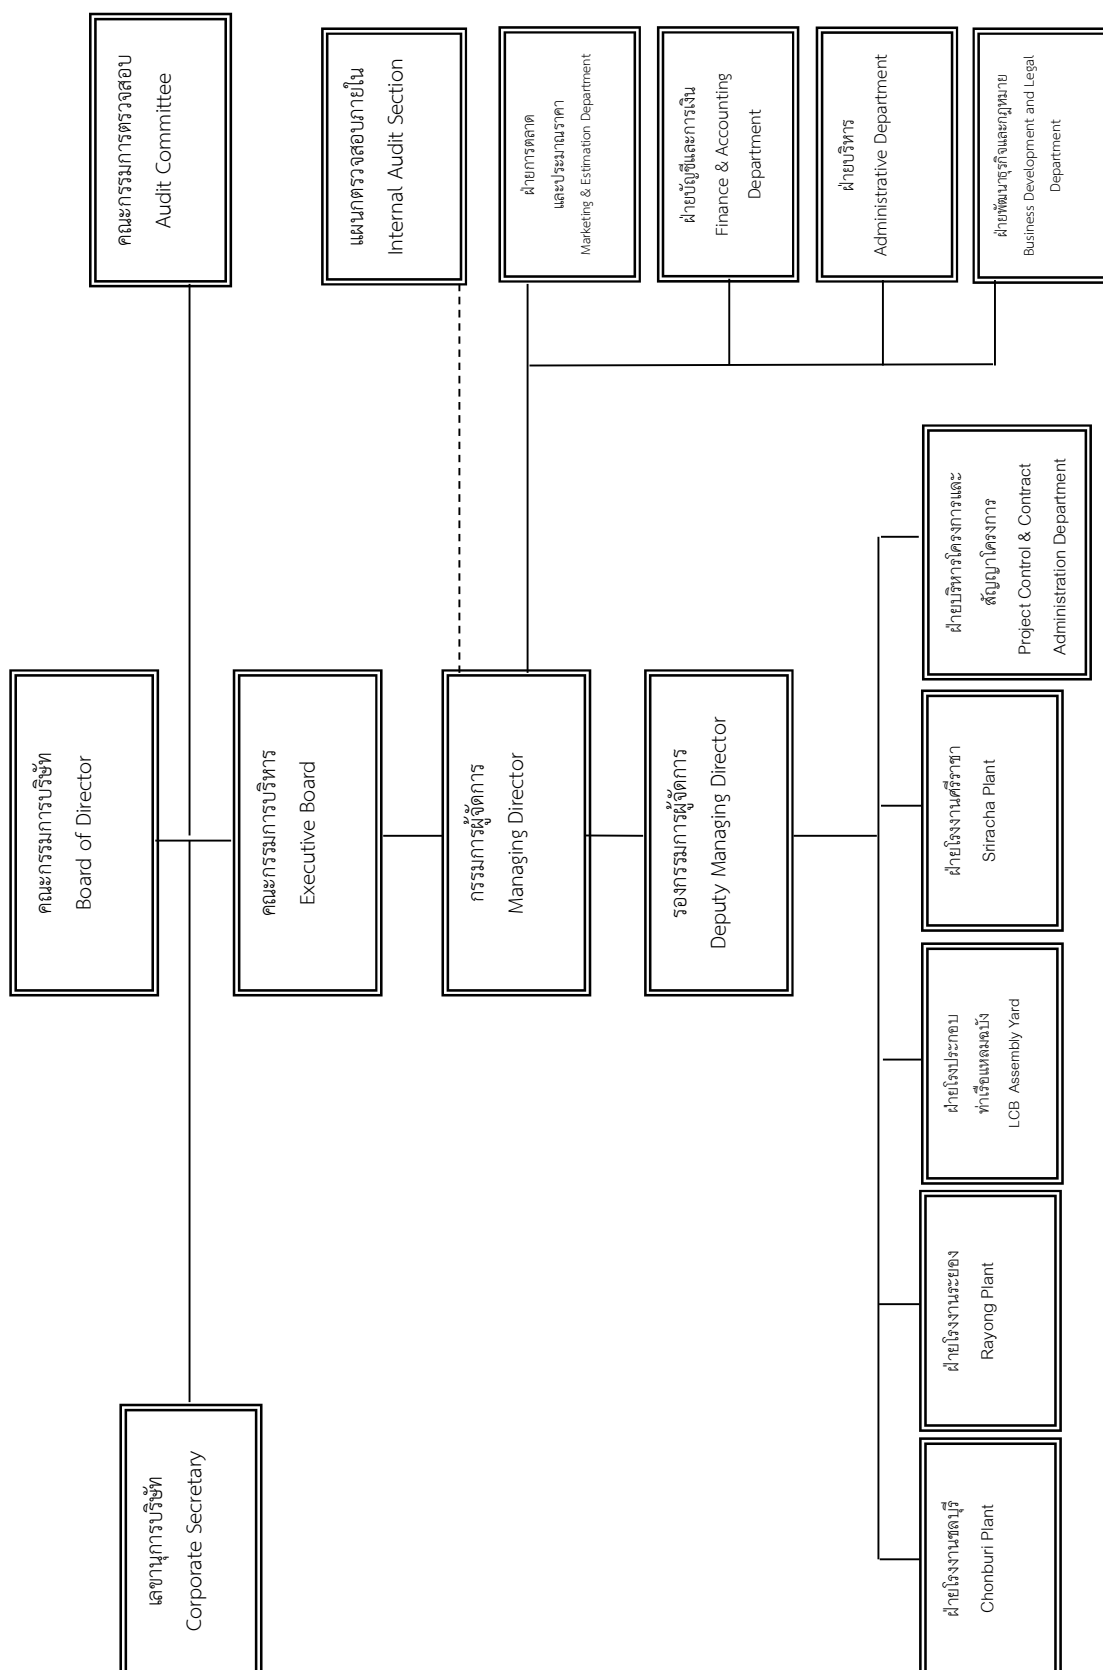 คณะกรรมการบริษัท
Board of Director
เลขานุการบริษัท
Corporate Secretary
คณะกรรมการตรวจสอบ
Audit Committee
คณะกรรมการบริหาร
Executive Board
แผนกตรวจสอบภายใน
Internal Audit Section
กรรมการผู้จัดการ
Managing Director
ฝ่ายการตลาด
และประมาณราคา
Marketing & Estimation Department
ฝ่ายบัญชีและการเงิน
Finance & Accounting
Department
ฝ่ายบริหาร
Administrative Department
ฝ่ายพัฒนาธุรกิจและกฎหมาย
Business Development and Legal
Department
รองกรรมการผู้จัดการ
Deputy Managing Director
ฝ่ายโรงงานชลบุรี
Chonburi Plant
ฝ่ายโรงงานระยอง
Rayong Plant
ฝ่ายโรงประกอบ
ท่าเรือแหลมฉบัง
LCB Assembly Yard
ฝ่ายโรงงานศรีราชา
Sriracha Plant
ฝ่ายบริหารโครงการและ
สัญญาโครงการ
Project Control & Contract
Administration Department